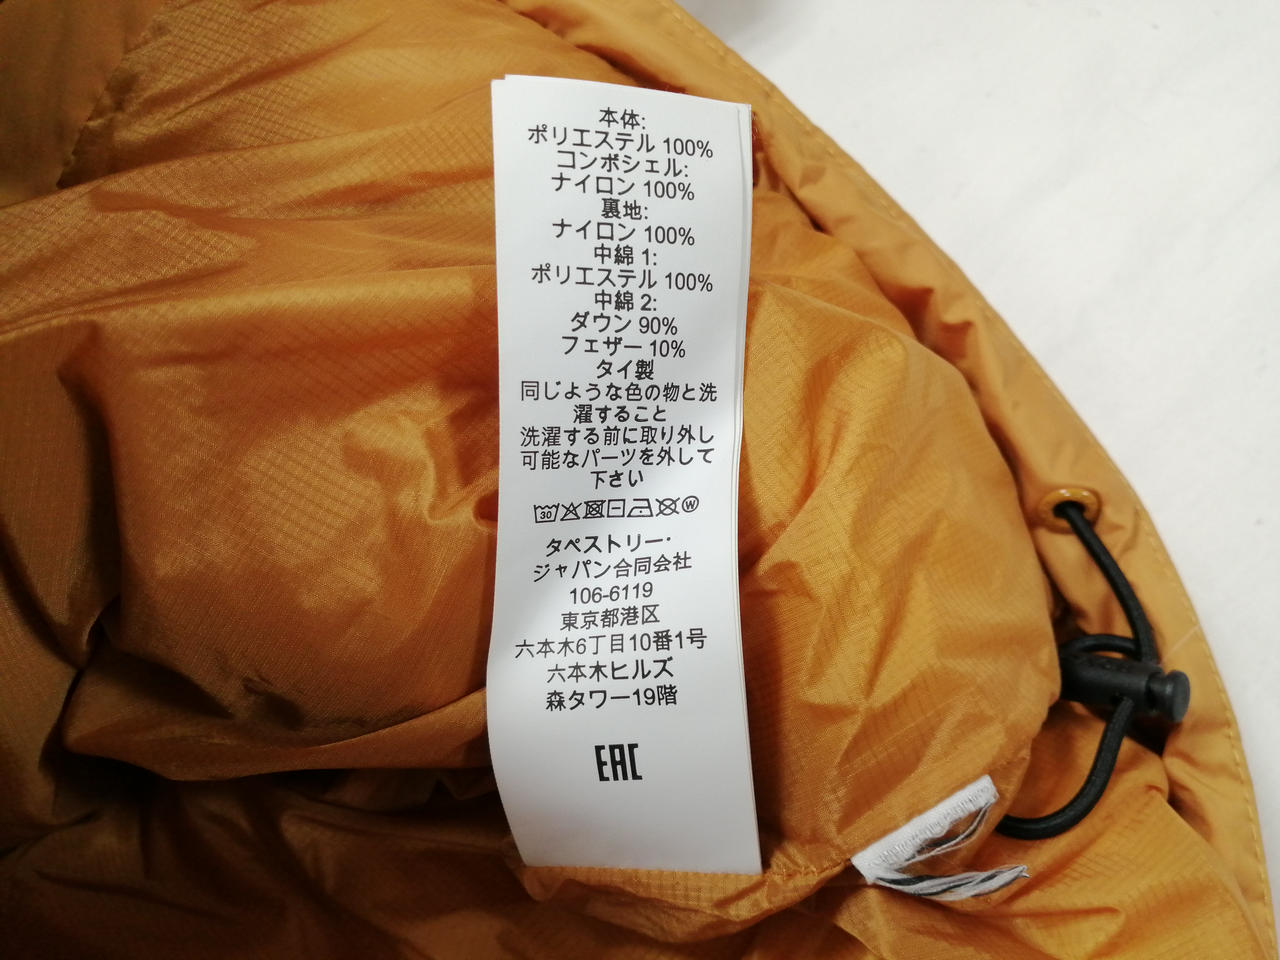 本体:
ポリエステル 100%
コンポシェル:
ナイロン 100%
裏地:
ナイロン 100%
中綿 1:
ポリエステル 100%
中綿 2:
ダウン 90%
フェザー 10%
タイ製
同じような色の物と洗
濯すること
洗濯する前に取り外し
可能なパーツを外して
下さい
30 W
タペストリー·
ジャパン合同会社
106-6119
東京都港区
六本木6丁目10番1号
六本木ヒルズ
森タワー19階
EAC